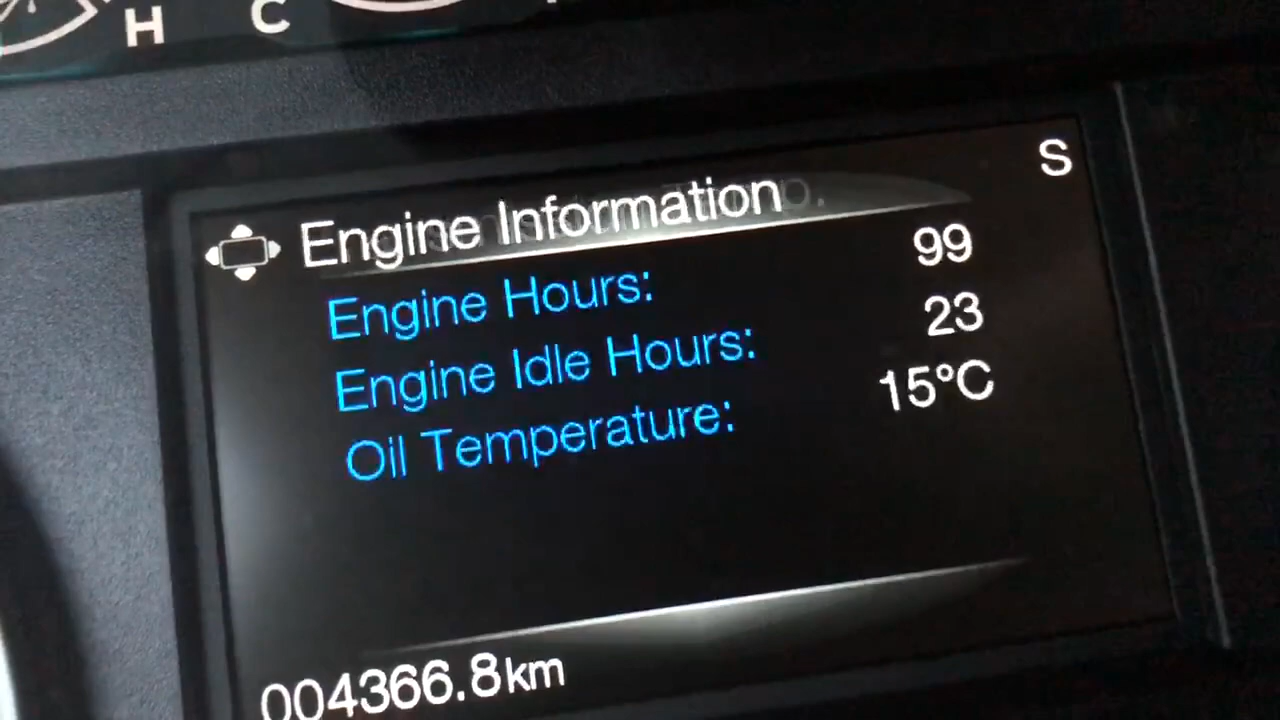 H C
S
Engine Information
Engine Hours: 99
Engine Idle Hours: 23
Oil Temperature: 15°C
004366.8km